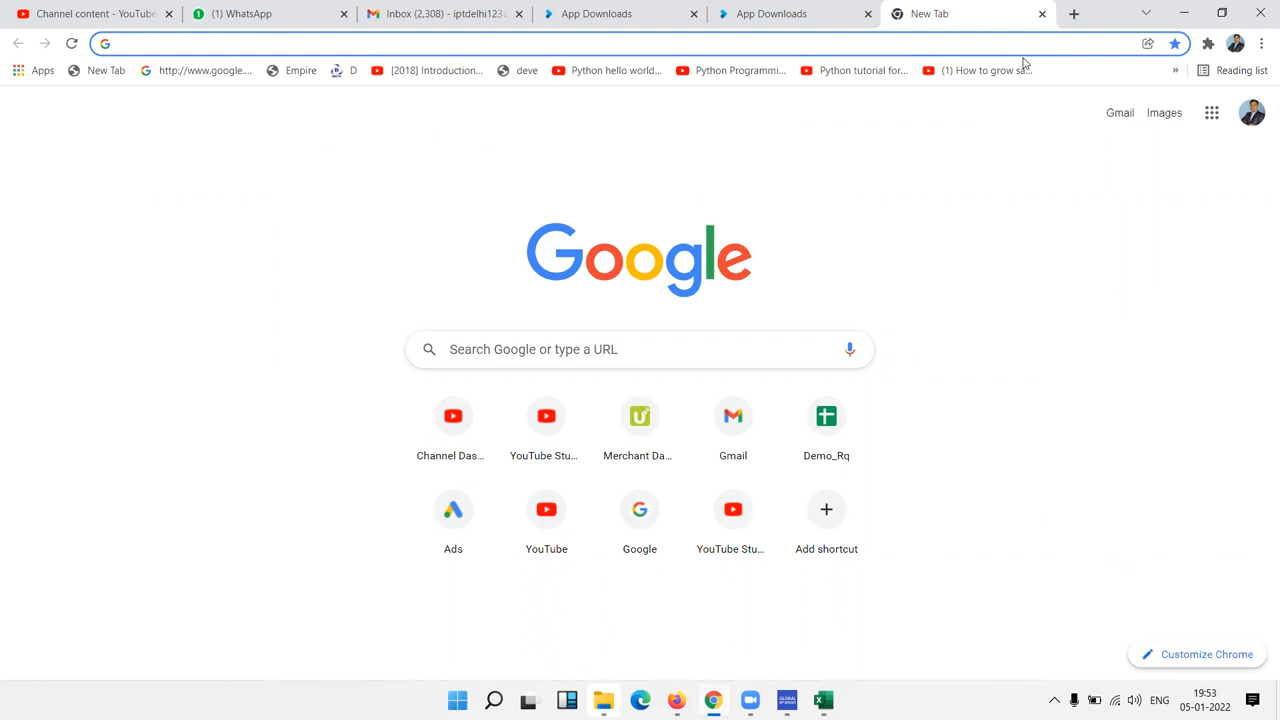 Channel content - YouTube
(1) WhatsApp
Inbox (2,308) - iptdelhi123
App Downloads
App Downloads
New Tab
Apps
New Tab
http://www.google....
Empire
D
[2018] Introduction...
deve
Python hello world...
Python Programmi...
Python tutorial for...
(1) How to grow sa...
»
Reading list
Gmail
Images
Google
Search Google or type a URL
Channel Das...
YouTube Stu...
Merchant Da...
Gmail
Demo_Rq
Ads
YouTube
Google
YouTube Stu...
Add shortcut
Customize Chrome
ENG
19:53
05-01-2022